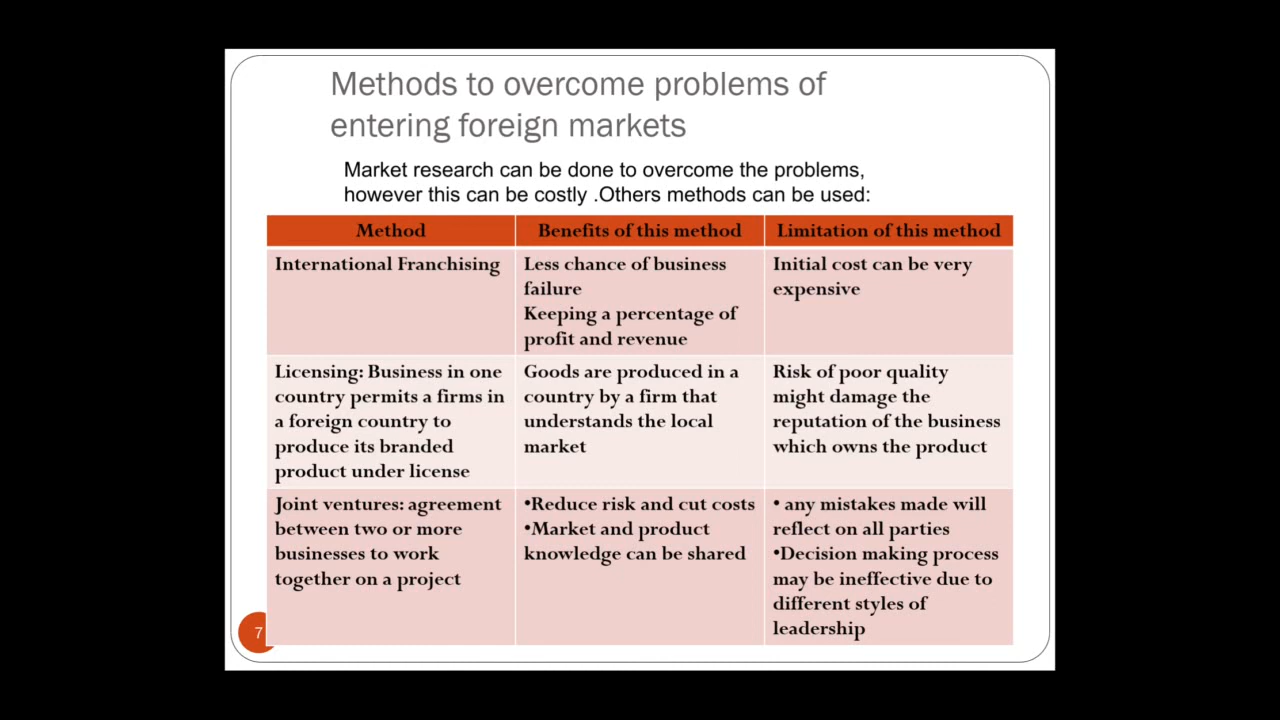 Methods to overcome problems of
entering foreign markets
Market research can be done to overcome the problems,
however this can be costly .Others methods can be used:
Method
Benefits of this method
Limitation of this method
International Franchising
Less chance of business
failure
Keeping a percentage of
profit and revenue
Initial cost can be very
expensive
Licensing: Business in one
country permits a firms in
a foreign country to
produce its branded
product under license
Goods are produced in a
country by a firm that
understands the local
market
Risk of poor quality
might damage the
reputation of the business
which owns the product
Joint ventures: agreement
between two or more
businesses to work
together on a project
•Reduce risk and cut costs
•Market and product
knowledge can be shared
• any mistakes made will
reflect on all parties
•Decision making process
may be ineffective due to
different styles of
leadership
7